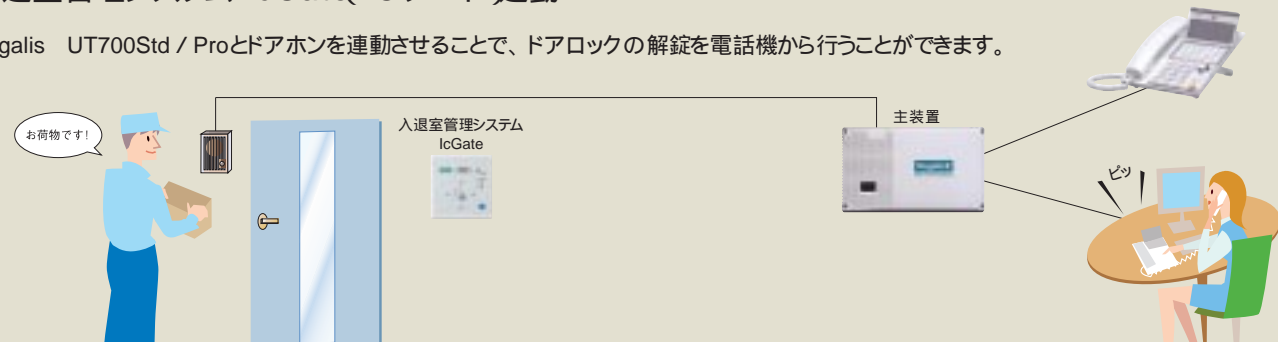 galis UT700Std / Proとドアホンを連動させることで、ドアロックの解錠を電話機から行うことができます。
お荷物です!
入退室管理システム
IcGate
主装置
ピッ